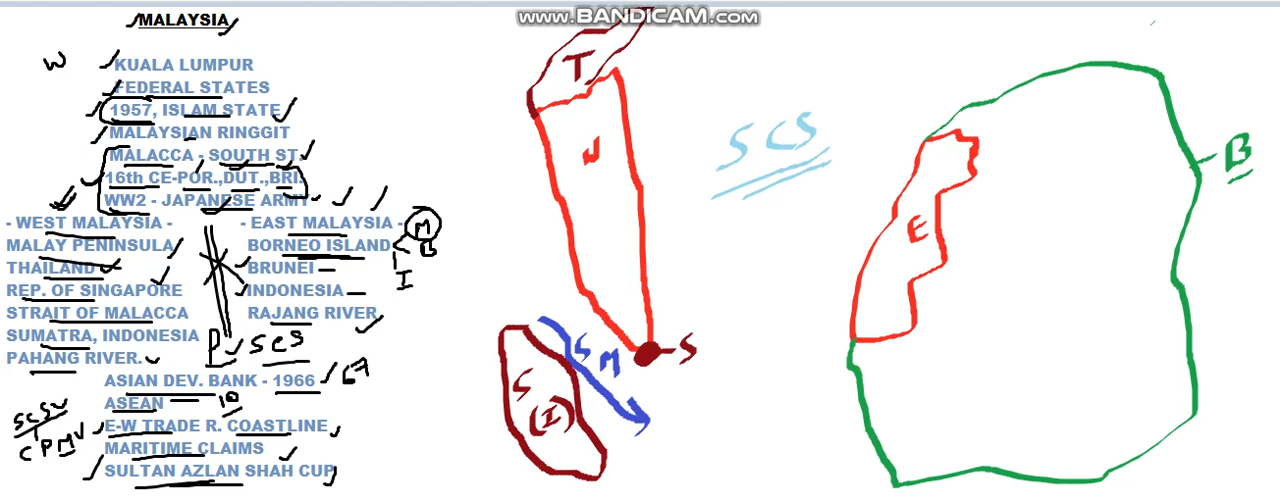 www.BANDICAM.com
MALAYSIA
W KUALA LUMPUR
FEDERAL STATES
1957, ISLAM STATE
MALAYSIAN RINGGIT
MALACCA - SOUTH ST.
16th CE-POR.,DUT.,BRI.
WW2 - JAPANESE ARMY
- WEST MALAYSIA -
MALAY PENINSULA
THAILAND
REP. OF SINGAPORE
STRAIT OF MALACCA
SUMATRA, INDONESIA
PAHANG RIVER.
- EAST MALAYSIA -
BORNEO ISLAND
BRUNEI
INDONESIA
RAJANG RIVER
M
B
I
P SCS
ASIAN DEV. BANK - 1966
67
ASEAN 10
E-W TRADE R. COASTLINE
MARITIME CLAIMS
SULTAN AZLAN SHAH CUP
CPMV
T
W
SCS
B
E
S
S M
S
I